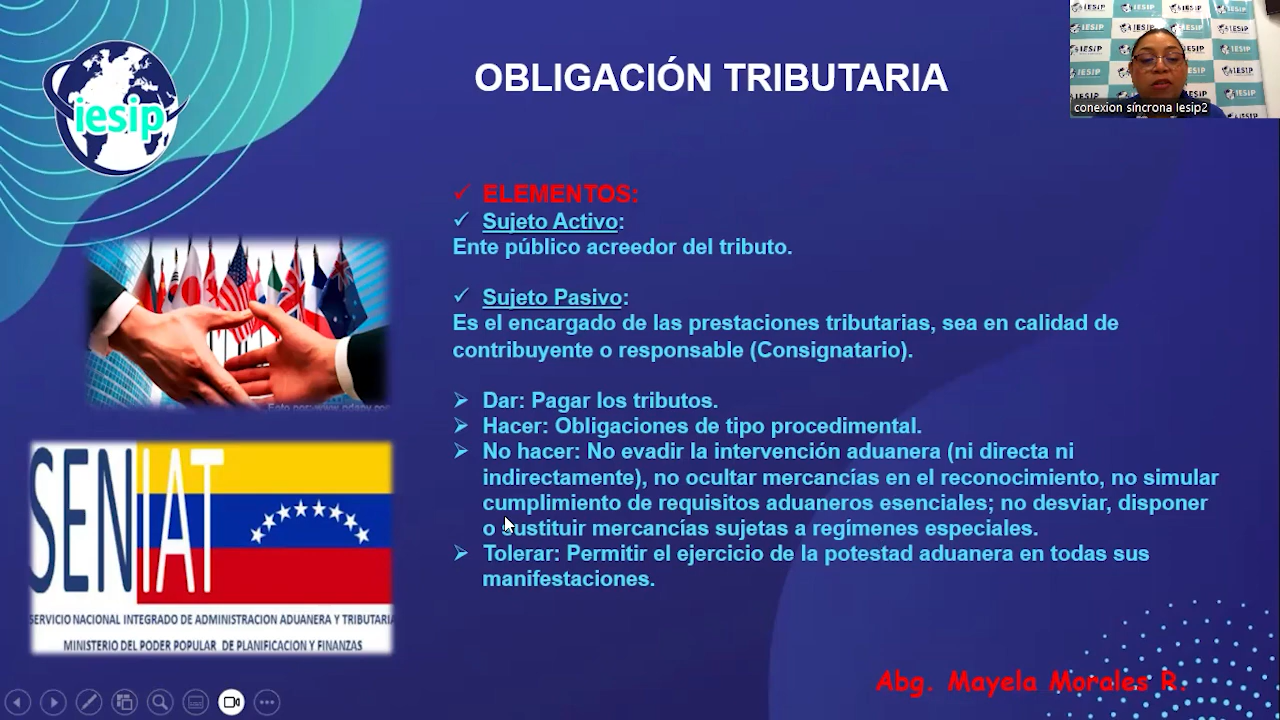 iesip
OBLIGACIÓN TRIBUTARIA
IESIP
conexion síncrona Iesip2
ELEMENTOS:
Sujeto Activo:
Ente público acreedor del tributo.
Sujeto Pasivo:
Es el encargado de las prestaciones tributarias, sea en calidad de
contribuyente o responsable (Consignatario).
Dar: Pagar los tributos.
Hacer: Obligaciones de tipo procedimental.
No hacer: No evadir la intervención aduanera (ni directa ni
indirectamente), no ocultar mercancías en el reconocimiento, no simular
cumplimiento de requisitos aduaneros esenciales; no desviar, disponer
o sustituir mercancías sujetas a regímenes especiales.
Tolerar: Permitir el ejercicio de la potestad aduanera en todas sus
manifestaciones.
SENIAT
SERVICIO NACIONAL INTEGRADO DE ADMINISTRACION ADUANERA Y TRIBUTARIA
MINISTERIO DEL PODER POPULAR DE PLANIFICACION Y FINANZAS
Abg. Mayela Morales R.